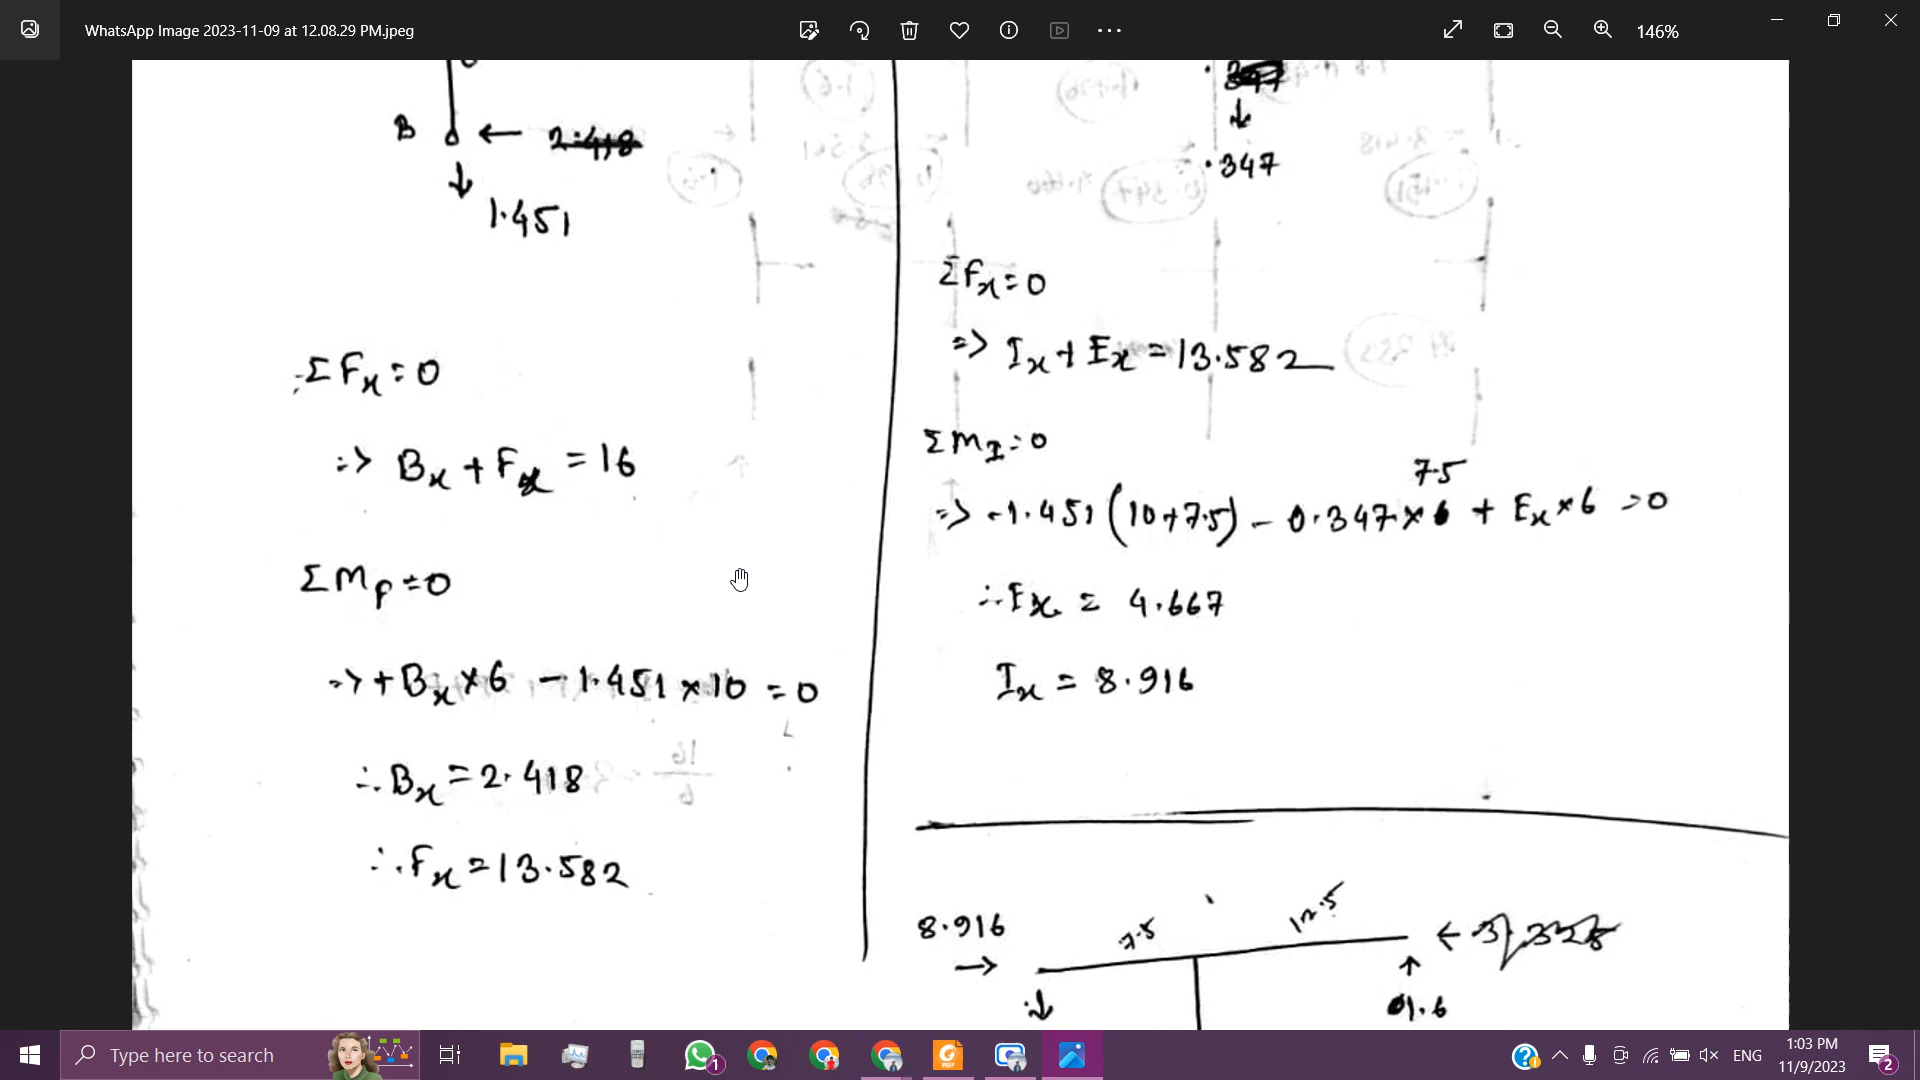 WhatsApp Image 2023-11-09 at 12.08.29 PM.jpeg
146%
B ← 2.418
↓
1.451
ΣFx=0
=> Bx + Fx = 16
ΣMF=0
=> +Bx×6 - 1.451×10 = 0
∴Bx = 2.418
∴Fx = 13.582
347
↓
.347
ΣFx=0
=> Ix + Ex = 13.582
ΣMI=0
7.5
=> -1.451 (10+7.5) - 0.347×6 + Ex×6 =0
∴Ex = 4.667
Ix = 8.916
8.916
→
7.5
12.5
←
↓
↑
1.6
Type here to search
1
ENG
1:03 PM
11/9/2023
2